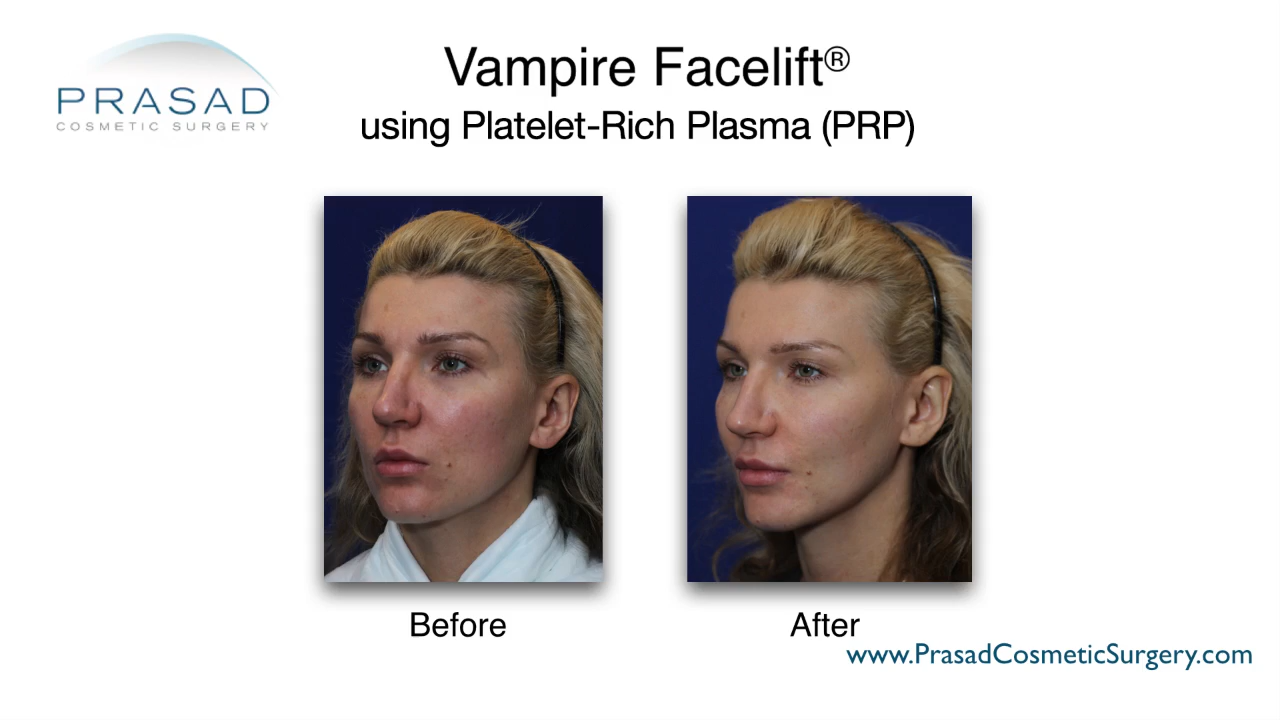 PRASAD
COSMETIC SURGERY
Vampire Facelift®
using Platelet-Rich Plasma (PRP)
Before
After
www.PrasadCosmeticSurgery.com